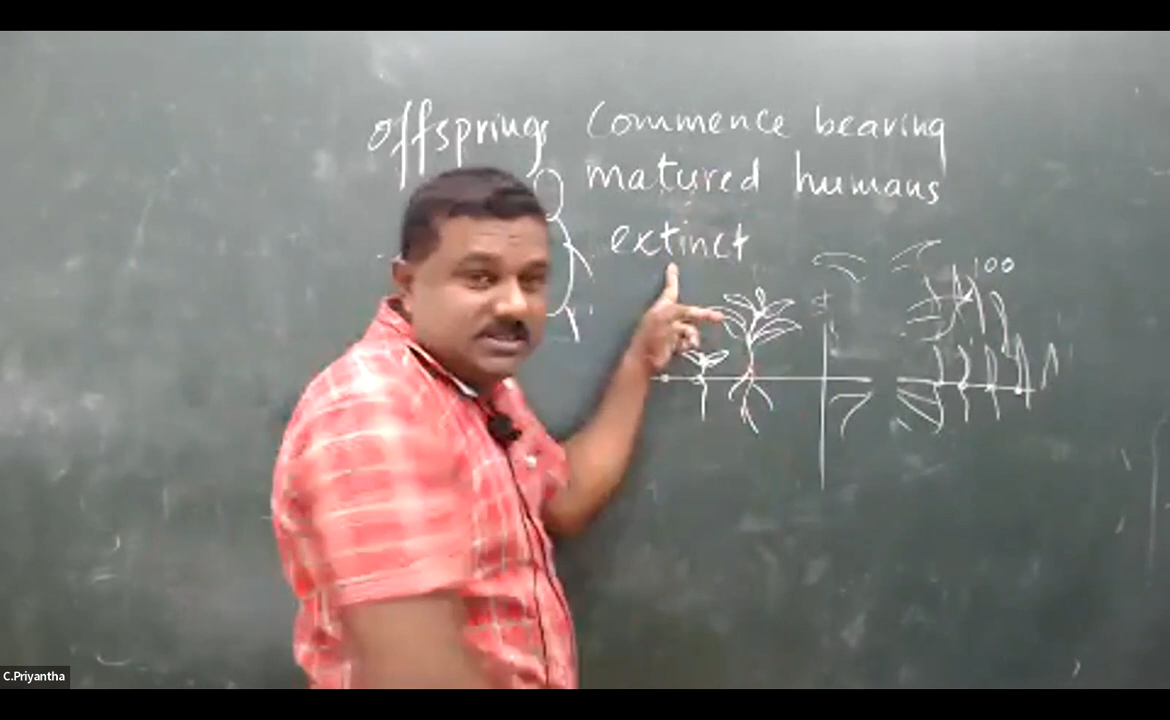 offsprings Commence bearing
matured humans
extinct
100
C.Priyantha